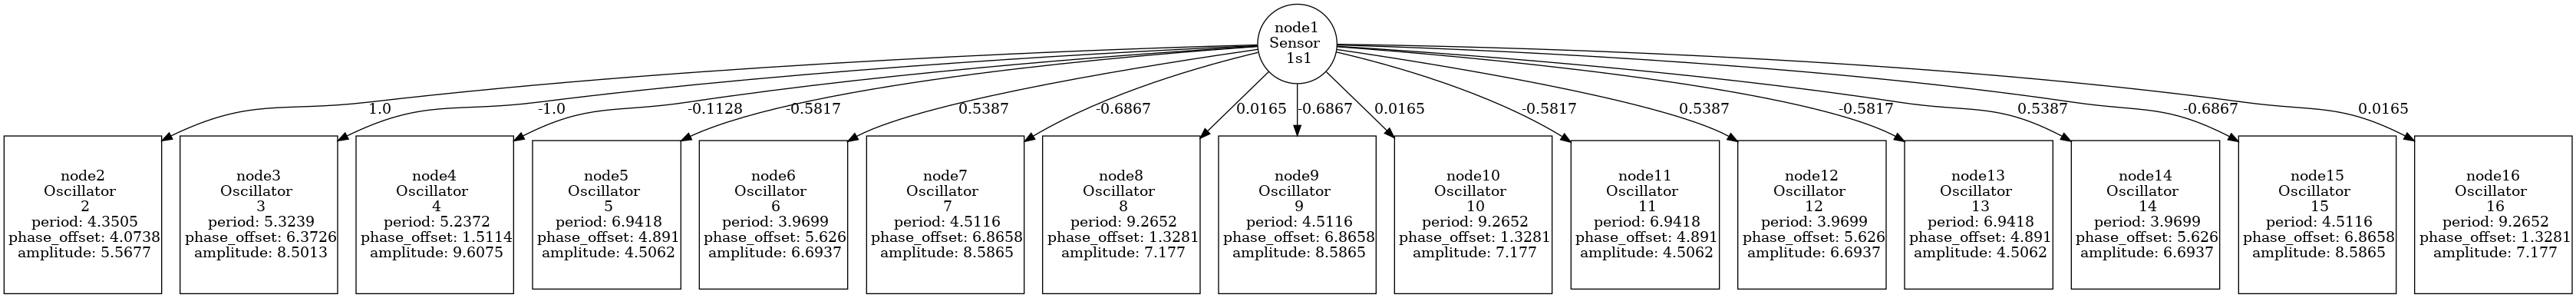 node1
Sensor
1s1
1.0
-1.0
-0.1128
-0.5817
0.5387
-0.6867
0.0165
-0.6867
0.0165
-0.5817
0.5387
-0.5817
0.5387
-0.6867
0.0165
node2
Oscillator
2
period: 4.3505
phase_offset: 4.0738
amplitude: 5.5677
node3
Oscillator
3
period: 5.3239
phase_offset: 6.3726
amplitude: 8.5013
node4
Oscillator
4
period: 5.2372
phase_offset: 1.5114
amplitude: 9.6075
node5
Oscillator
5
period: 6.9418
phase_offset: 4.891
amplitude: 4.5062
node6
Oscillator
6
period: 3.9699
phase_offset: 5.626
amplitude: 6.6937
node7
Oscillator
7
period: 4.5116
phase_offset: 6.8658
amplitude: 8.5865
node8
Oscillator
8
period: 9.2652
phase_offset: 1.3281
amplitude: 7.177
node9
Oscillator
9
period: 4.5116
phase_offset: 6.8658
amplitude: 8.5865
node10
Oscillator
10
period: 9.2652
phase_offset: 1.3281
amplitude: 7.177
node11
Oscillator
11
period: 6.9418
phase_offset: 4.891
amplitude: 4.5062
node12
Oscillator
12
period: 3.9699
phase_offset: 5.626
amplitude: 6.6937
node13
Oscillator
13
period: 6.9418
phase_offset: 4.891
amplitude: 4.5062
node14
Oscillator
14
period: 3.9699
phase_offset: 5.626
amplitude: 6.6937
node15
Oscillator
15
period: 4.5116
phase_offset: 6.8658
amplitude: 8.5865
node16
Oscillator
16
period: 9.2652
phase_offset: 1.3281
amplitude: 7.177